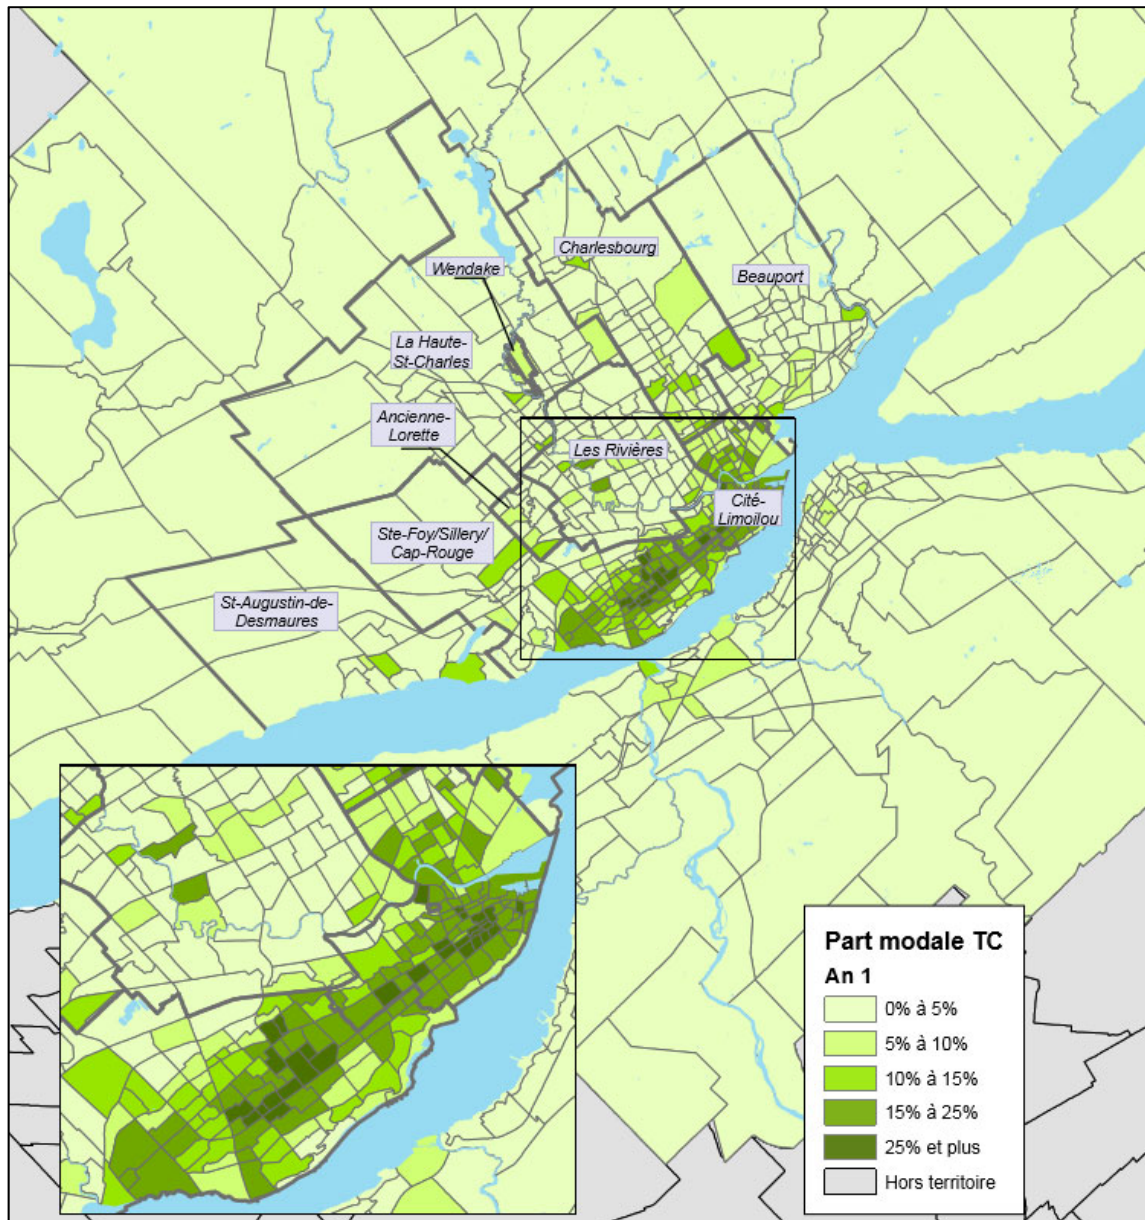 Charlesbourg
Wendake
Beauport
La Haute-
St-Charles
Ancienne-
Lorette
Les Rivières
Cité-
Limoilou
Ste-Foy/Sillery/
Cap-Rouge
St-Augustin-de-
Desmaures
Part modale TC
An 1
0% à 5%
5% à 10%
10% à 15%
15% à 25%
25% et plus
Hors territoire